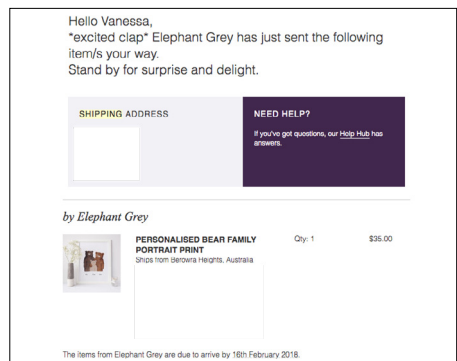 Hello Vanessa,
*excited clap* Elephant Grey has just sent the following
item/s your way.
Stand by for surprise and delight.
SHIPPING ADDRESS
NEED HELP?
If you've got questions, our Help Hub has
answers.
by Elephant Grey
PERSONALISED BEAR FAMILY
PORTRAIT PRINT
Qty: 1
$35.00
Ships from Berowra Heights, Australia
The items from Elephant Grey are due to arrive by 16th February 2018.